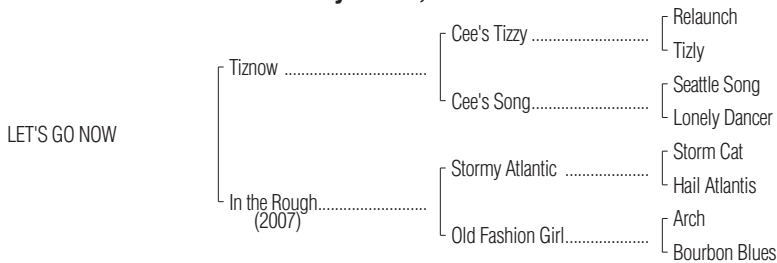 Relaunch
Cee's Tizzy ..............................
Tizly
Tiznow ....................................
Seattle Song
Cee's Song..............................
Lonely Dancer
LET'S GO NOW
Storm Cat
Stormy Atlantic .....................
Hail Atlantis
In the Rough...........................
(2007)
Arch
Old Fashion Girl.....................
Bourbon Blues